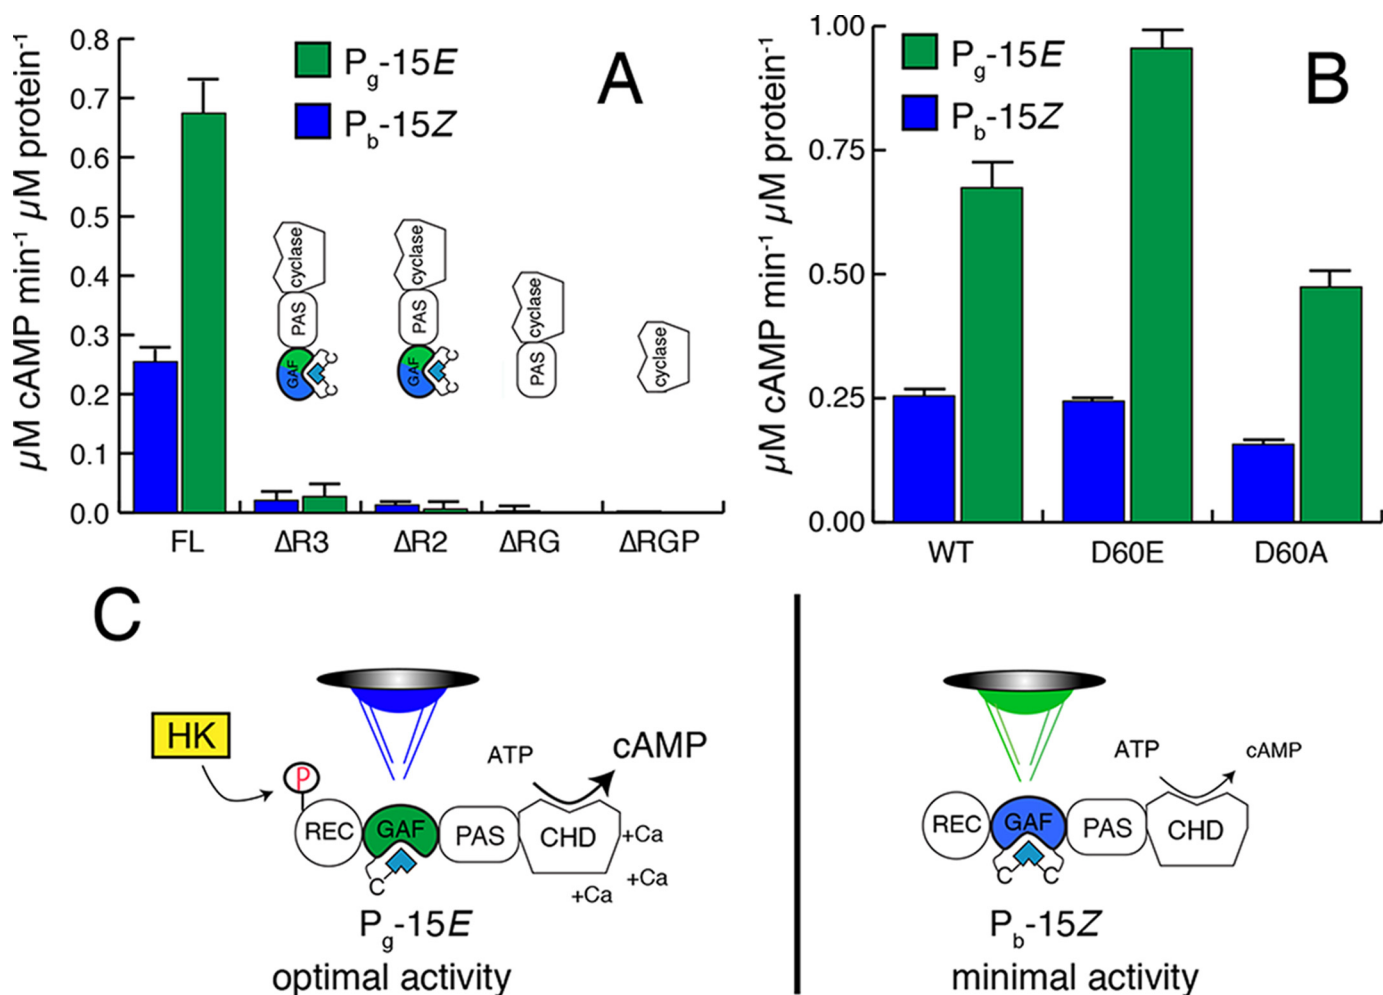 A
µM cAMP min-1 µM protein-1
0.8
0.7
0.6
0.5
0.4
0.3
0.2
0.1
0.0
Pg-15E
Pb-15Z
cyclase
PAS
GAF
C
C
cyclase
PAS
GAF
C
C
cyclase
PAS
cyclase
FL
ΔR3
ΔR2
ΔRG
ΔRGP
B
µM cAMP min-1 µM protein-1
1.00
0.75
0.50
0.25
0.00
Pg-15E
Pb-15Z
WT
D60E
D60A
C
HK
P
ATP
cAMP
REC
GAF
PAS
CHD
+Ca
+Ca
+Ca
C
Pg-15E
optimal activity
ATP
cAMP
REC
GAF
PAS
CHD
C
C
Pb-15Z
minimal activity